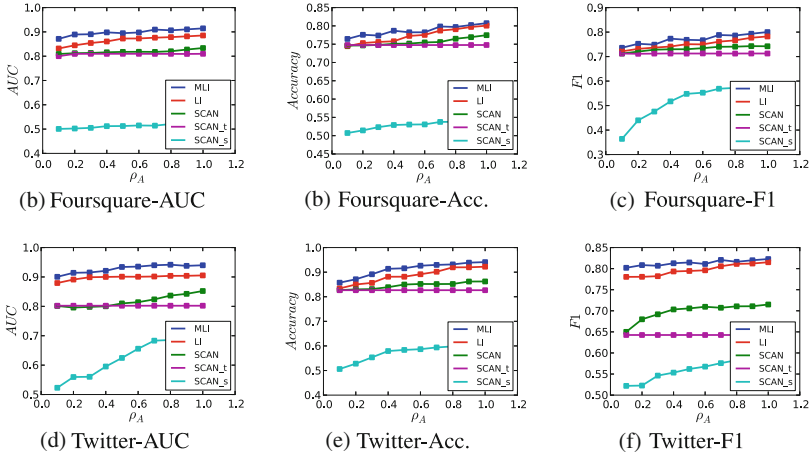 1.0
0.9
0.8
0.7
0.6
0.5
0.4
AUC
0.0 0.2 0.4 0.6 0.8 1.0 1.2
ρA
MLI
LI
SCAN
SCAN_t
SCAN_s
(b) Foursquare-AUC
0.85
0.80
0.75
0.70
0.65
0.60
0.55
0.50
0.45
Accuracy
0.0 0.2 0.4 0.6 0.8 1.0 1.2
ρA
MLI
LI
SCAN
SCAN_t
SCAN_s
(b) Foursquare-Acc.
0.9
0.8
0.7
0.6
0.5
0.4
0.3
F1
0.0 0.2 0.4 0.6 0.8 1.0 1.2
ρA
MLI
LI
SCAN
SCAN_t
SCAN_s
(c) Foursquare-F1
1.0
0.9
0.8
0.7
0.6
0.5
AUC
0.0 0.2 0.4 0.6 0.8 1.0 1.2
ρA
MLI
LI
SCAN
SCAN_t
SCAN_s
(d) Twitter-AUC
1.0
0.9
0.8
0.7
0.6
0.5
0.4
Accuracy
0.0 0.2 0.4 0.6 0.8 1.0 1.2
ρA
MLI
LI
SCAN
SCAN_t
SCAN_s
(e) Twitter-Acc.
0.85
0.80
0.75
0.70
0.65
0.60
0.55
0.50
F1
0.0 0.2 0.4 0.6 0.8 1.0 1.2
ρA
MLI
LI
SCAN
SCAN_t
SCAN_s
(f) Twitter-F1